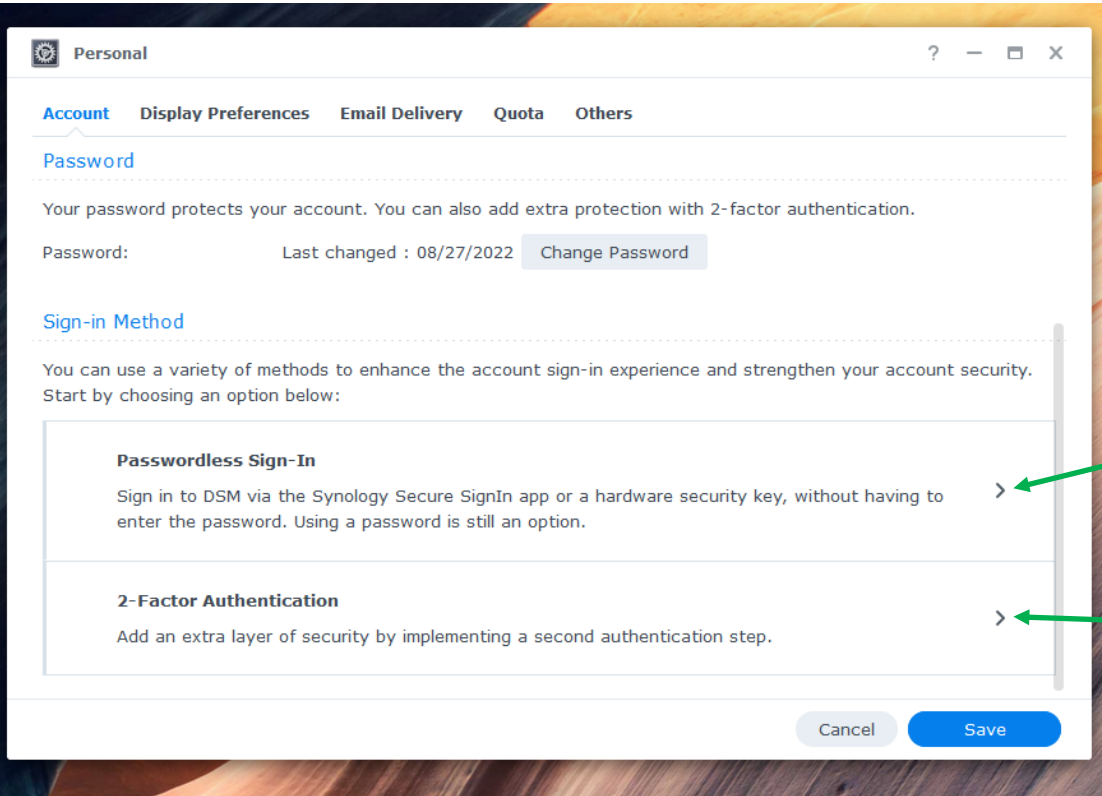 Personal
Account Display Preferences Email Delivery Quota Others
Password
Your password protects your account. You can also add extra protection with 2-factor authentication.
Password: Last changed : 08/27/2022 Change Password
Sign-in Method
You can use a variety of methods to enhance the account sign-in experience and strengthen your account security.
Start by choosing an option below:
Passwordless Sign-In
Sign in to DSM via the Synology Secure SignIn app or a hardware security key, without having to
enter the password. Using a password is still an option.
2-Factor Authentication
Add an extra layer of security by implementing a second authentication step.
Cancel Save